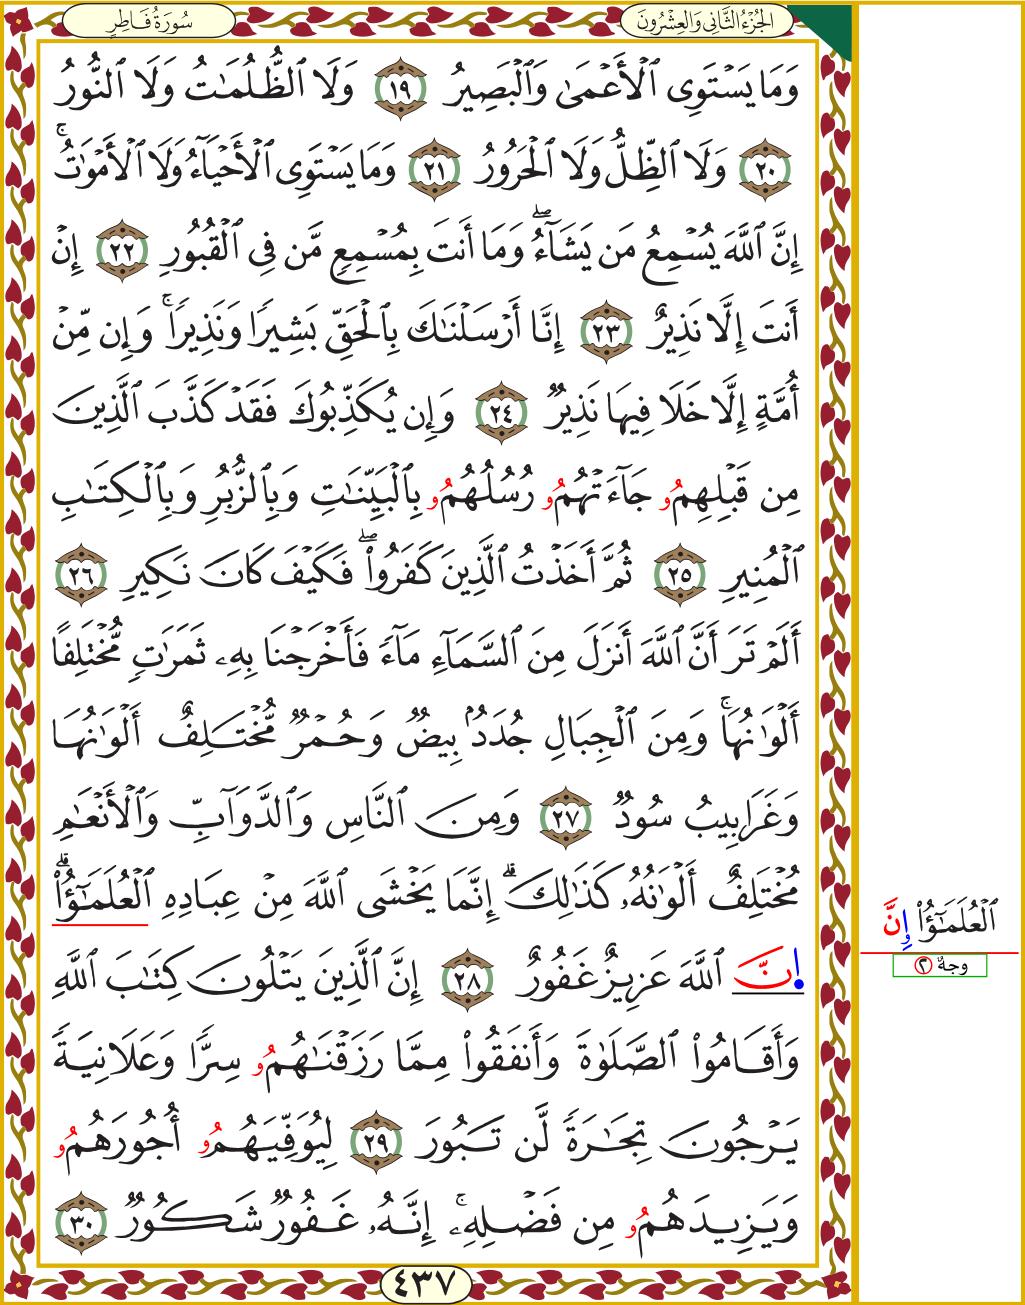 الجُزْءُ الثَّانِي وَالعِشْرُونَ
سُورَةُ فَاطِرٍ
وَمَا يَسۡتَوِى ٱلۡأَعۡمَىٰ وَٱلۡبَصِيرُ ١٩ وَلَا ٱلظُّلُمَٰتُ وَلَا ٱلنُّورُ
٢٠ وَلَا ٱلظِّلُّ وَلَا ٱلۡحَرُورُ ٢١ وَمَا يَسۡتَوِى ٱلۡأَحۡيَآءُ وَلَا ٱلۡأَمۡوَٰتُۚ
إِنَّ ٱللَّهَ يُسۡمِعُ مَن يَشَآءُۖ وَمَا أَنتَ بِمُسۡمِعٍ مَّن فِى ٱلۡقُبُورِ ٢٢ إِنۡ
أَنتَ إِلَّا نَذِيرٌ ٢٣ إِنَّا أَرۡسَلۡنَٰكَ بِٱلۡحَقِّ بَشِيرًا وَنَذِيرًاۚ وَإِن مِّنۡ
أُمَّةٍ إِلَّا خَلَا فِيهَا نَذِيرٌ ٢٤ وَإِن يُكَذِّبُوكَ فَقَدۡ كَذَّبَ ٱلَّذِينَ
مِن قَبۡلِهِمُو جَآءَتۡهُمُو رُسُلُهُمُو بِٱلۡبَيِّنَٰتِ وَبِٱلزُّبُرِ وَبِٱلۡكِتَٰبِ
ٱلۡمُنِيرِ ٢٥ ثُمَّ أَخَذۡتُ ٱلَّذِينَ كَفَرُواْۖ فَكَيۡفَ كَانَ نَكِيرِ ٢٦
أَلَمۡ تَرَ أَنَّ ٱللَّهَ أَنزَلَ مِنَ ٱلسَّمَآءِ مَآءً فَأَخۡرَجۡنَا بِهِۦ ثَمَرَٰتٍ مُّخۡتَلِفًا
أَلۡوَٰنُهَاۚ وَمِنَ ٱلۡجِبَالِ جُدَدُۢ بِيضٌ وَحُمۡرٌ مُّخۡتَلِفٌ أَلۡوَٰنُهَا
وَغَرَابِيبُ سُودٌ ٢٧ وَمِنَ ٱلنَّاسِ وَٱلدَّوَآبِّ وَٱلۡأَنۡعَٰمِ
مُخۡتَلِفٌ أَلۡوَٰنُهُۥ كَذَٰلِكَۗ إِنَّمَا يَخۡشَى ٱللَّهَ مِنۡ عِبَادِهِ ٱلۡعُلَمَٰٓؤُاْۗ
ٱ۪نَّ ٱللَّهَ عَزِيزٌ غَفُورٌ ٢٨ إِنَّ ٱلَّذِينَ يَتۡلُونَ كِتَٰبَ ٱللَّهِ
وَأَقَامُواْ ٱلصَّلَوٰةَ وَأَنفَقُواْ مِمَّا رَزَقۡنَٰهُمُو سِرًّا وَعَلَانِيَةً
يَرۡجُونَ تِجَٰرَةً لَّن تَبُورَ ٢٩ لِيُوَفِّيَهُمُو أُجُورَهُمُو
وَيَزِيدَهُمُو مِن فَضۡلِهِۦۚ إِنَّهُۥ غَفُورٌ شَكُورٌ ٣٠
ٱلۡعُلَمَٰٓؤُاْ وِنَّ
وجهٌ ٢
٤٣٧